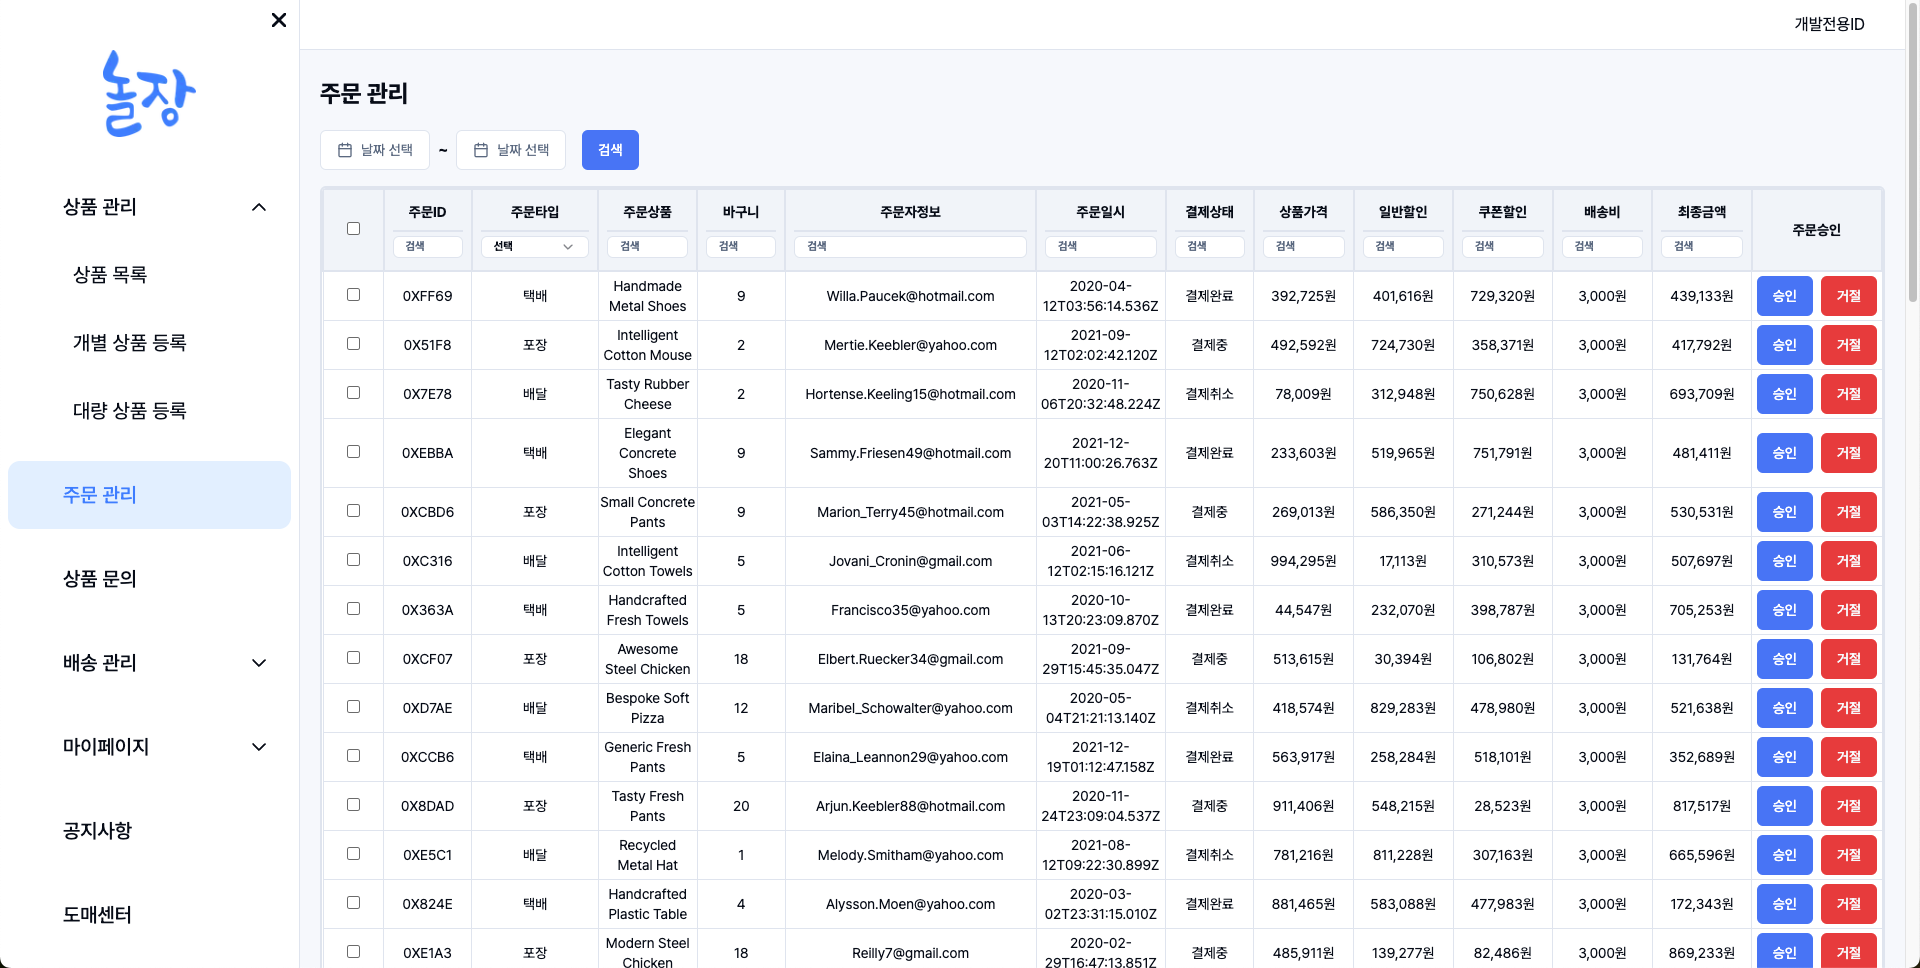 개발전용ID
놀장
상품 관리
상품 목록
개별 상품 등록
대량 상품 등록
주문 관리
상품 문의
배송 관리
마이페이지
공지사항
도매센터
주문 관리
날짜 선택 ~ 날짜 선택 검색
주문ID 주문타입 주문상품 바구니 주문자정보 주문일시 결제상태 상품가격 일반할인 쿠폰할인 배송비 최종금액 주문승인
검색 선택 검색 검색 검색 검색 검색 검색 검색 검색 검색 검색
0XFF69 택배 Handmade Metal Shoes 9 Willa.Paucek@hotmail.com 2020-04-12T03:56:14.536Z 결제완료 392,725원 401,616원 729,320원 3,000원 439,133원 승인 거절
0X51F8 포장 Intelligent Cotton Mouse 2 Mertie.Keebler@yahoo.com 2021-09-12T02:02:42.120Z 결제중 492,592원 724,730원 358,371원 3,000원 417,792원 승인 거절
0X7E78 배달 Tasty Rubber Cheese 2 Hortense.Keeling15@hotmail.com 2020-11-06T20:32:48.224Z 결제취소 78,009원 312,948원 750,628원 3,000원 693,709원 승인 거절
0XEBBA 택배 Elegant Concrete Shoes 9 Sammy.Friesen49@hotmail.com 2021-12-20T11:00:26.763Z 결제완료 233,603원 519,965원 751,791원 3,000원 481,411원 승인 거절
0XCBD6 포장 Small Concrete Pants 9 Marion_Terry45@hotmail.com 2021-05-03T14:22:38.925Z 결제중 269,013원 586,350원 271,244원 3,000원 530,531원 승인 거절
0XC316 배달 Intelligent Cotton Towels 5 Jovani_Cronin@gmail.com 2021-06-12T02:15:16.121Z 결제취소 994,295원 17,113원 310,573원 3,000원 507,697원 승인 거절
0X363A 택배 Handcrafted Fresh Towels 5 Francisco35@yahoo.com 2020-10-13T20:23:09.870Z 결제완료 44,547원 232,070원 398,787원 3,000원 705,253원 승인 거절
0XCF07 포장 Awesome Steel Chicken 18 Elbert.Ruecker34@gmail.com 2021-09-29T15:45:35.047Z 결제중 513,615원 30,394원 106,802원 3,000원 131,764원 승인 거절
0XD7AE 배달 Bespoke Soft Pizza 12 Maribel_Schowalter@yahoo.com 2020-05-04T21:21:13.140Z 결제취소 418,574원 829,283원 478,980원 3,000원 521,638원 승인 거절
0XCCB6 택배 Generic Fresh Pants 5 Elaina_Leannon29@yahoo.com 2021-12-19T01:12:47.158Z 결제완료 563,917원 258,284원 518,101원 3,000원 352,689원 승인 거절
0X8DAD 포장 Tasty Fresh Pants 20 Arjun.Keebler88@hotmail.com 2020-11-24T23:09:04.537Z 결제중 911,406원 548,215원 28,523원 3,000원 817,517원 승인 거절
0XE5C1 배달 Recycled Metal Hat 1 Melody.Smitham@yahoo.com 2021-08-12T09:22:30.899Z 결제취소 781,216원 811,228원 307,163원 3,000원 665,596원 승인 거절
0X824E 택배 Handcrafted Plastic Table 4 Alysson.Moen@yahoo.com 2020-03-02T23:31:15.010Z 결제완료 881,465원 583,088원 477,983원 3,000원 172,343원 승인 거절
0XE1A3 포장 Modern Steel Chicken 18 Reilly7@gmail.com 2020-02-29T16:47:13.851Z 결제중 485,911원 139,277원 82,486원 3,000원 869,233원 승인 거절